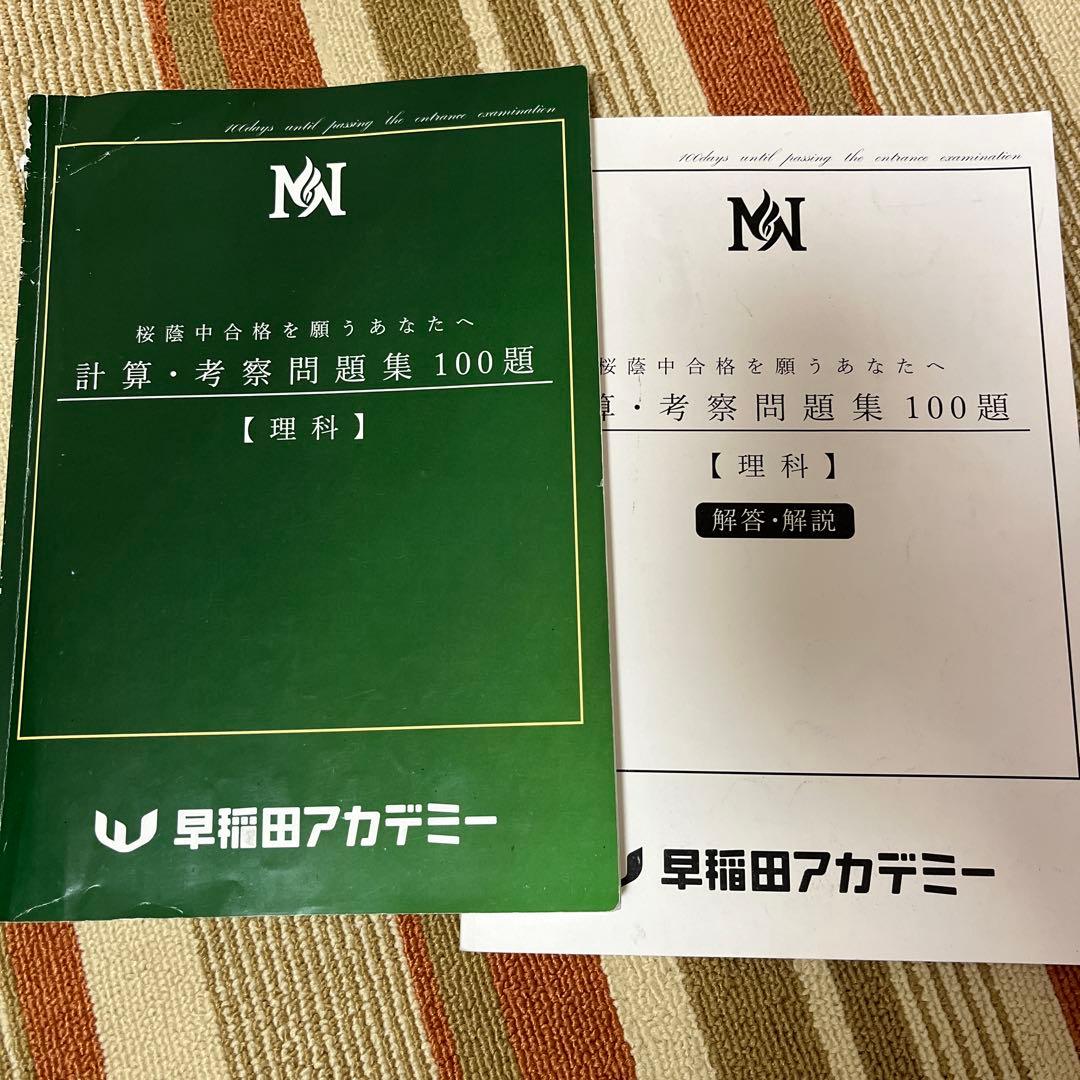 100days until passing the entrance examination
NN
桜蔭中合格を願うあなたへ
計算・考察問題集 100題
【理科】
早稲田アカデミー
100days until passing the entrance examination
NN
桜蔭中合格を願うあなたへ
算・考察問題集 100題
【理科】
解答・解説
早稲田アカデミー